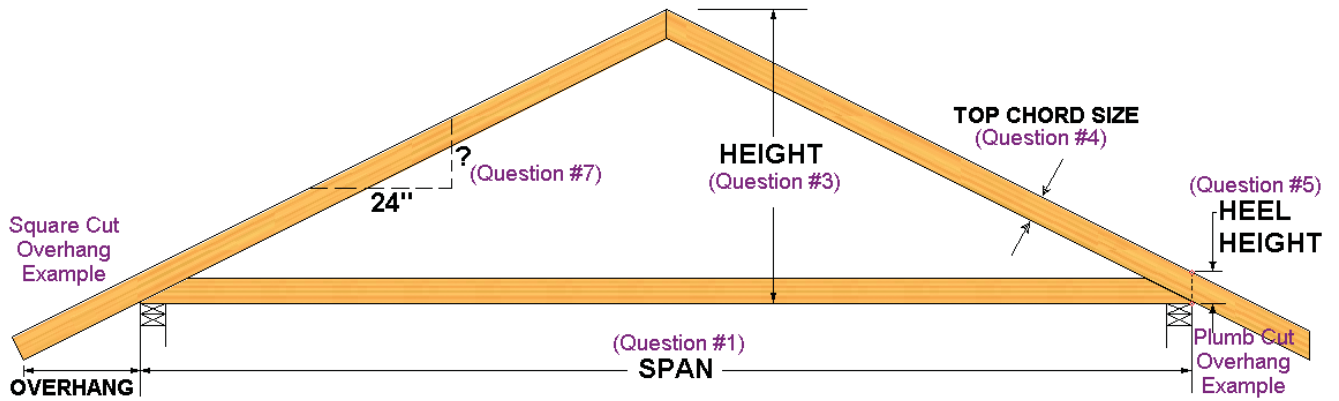 TOP CHORD SIZE
(Question #4)
HEIGHT
(Question #3)
?
(Question #7)
24"
(Question #5)
HEEL
HEIGHT
Square Cut
Overhang
Example
(Question #1)
SPAN
OVERHANG
Plumb Cut
Overhang
Example